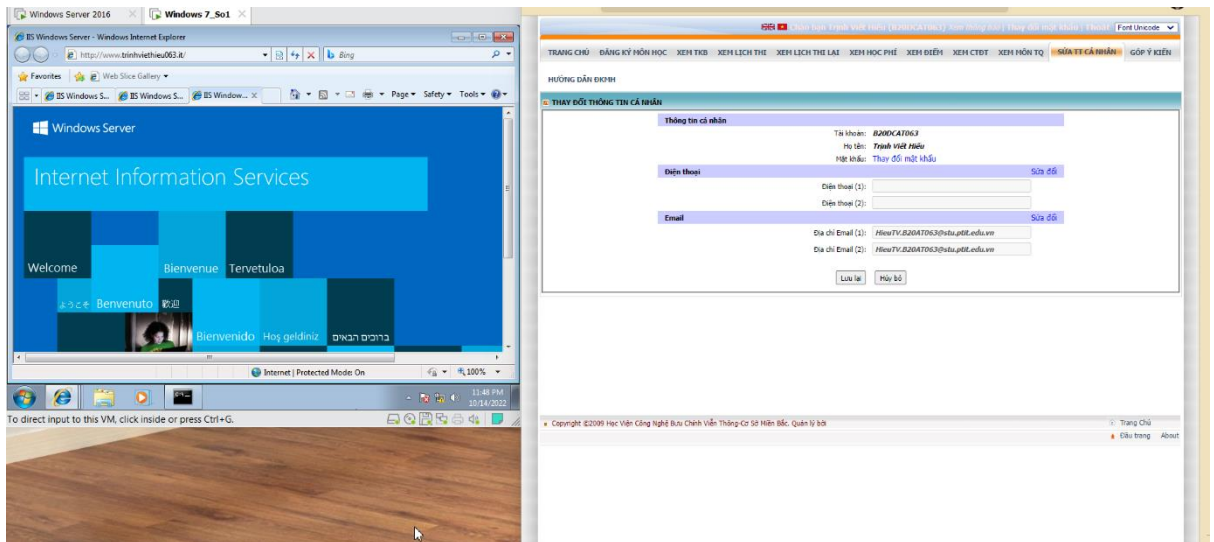 Windows Server 2016
Windows 7_So1
IIS Windows Server - Windows Internet Explorer
http://www.trinhviethieu063.it/
Bing
Favorites Web Slice Gallery
IIS Windows S... IIS Windows S... IIS Window... Page Safety Tools
Windows Server
Internet Information Services
Welcome Bienvenue Tervetuloa
ようこそ Benvenuto 歡迎
Bienvenido Hoş geldiniz ברוכים הבאים
Internet | Protected Mode: On 100%
11:48 PM
10/14/2022
To direct input to this VM, click inside or press Ctrl+G.
Font Unicode
TRANG CHỦ ĐĂNG KÝ MÔN HỌC XEM TKB XEM LỊCH THI XEM LỊCH THI LẠI XEM HỌC PHÍ XEM ĐIỂM XEM CTĐT XEM MÔN TQ SỬA TT CÁ NHÂN GÓP Ý KIẾN
HƯỚNG DẪN ĐKMH
THAY ĐỔI THÔNG TIN CÁ NHÂN
Thông tin cá nhân
Tài khoản: B20DCAT063
Họ tên: Trịnh Viết Hiếu
Mật khẩu: Thay đổi mật khẩu
Điện thoại Sửa đổi
Điện thoại (1):
Điện thoại (2):
Email Sửa đổi
Địa chỉ Email (1): HieuTV.B20AT063@stu.ptit.edu.vn
Địa chỉ Email (2): HieuTV.B20AT063@stu.ptit.edu.vn
Lưu lại Hủy bỏ
Copyright ©2009 Học Viện Công Nghệ Bưu Chính Viễn Thông-Cơ Sở Miền Bắc. Quản lý bởi
Trang Chủ
Đầu trang About